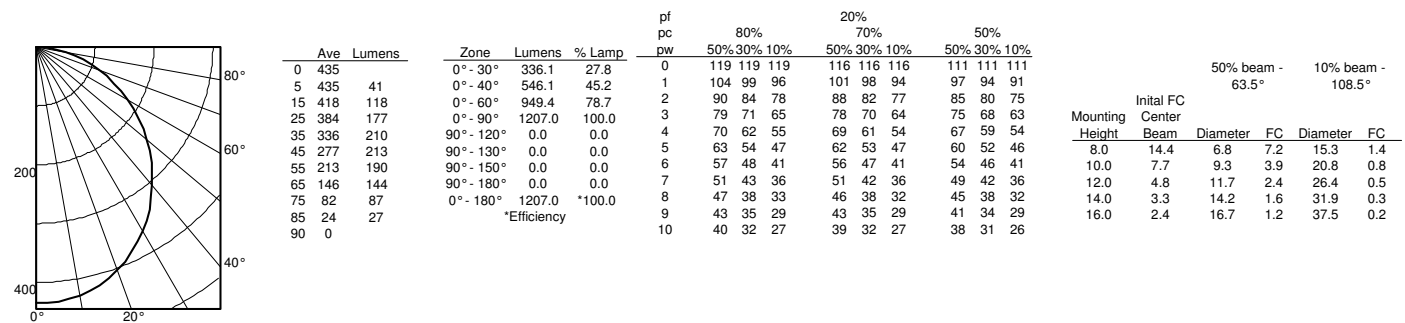 80°
60°
40°
200
400
0° 20°
Ave Lumens
0 435
5 435 41
15 418 118
25 384 177
35 336 210
45 277 213
55 213 190
65 146 144
75 82 87
85 24 27
90 0
Zone Lumens % Lamp
0° - 30° 336.1 27.8
0° - 40° 546.1 45.2
0° - 60° 949.4 78.7
0° - 90° 1207.0 100.0
90° - 120° 0.0 0.0
90° - 130° 0.0 0.0
90° - 150° 0.0 0.0
90° - 180° 0.0 0.0
0° - 180° 1207.0 *100.0
*Efficiency
pf 20%
pc 80% 70% 50%
pw 50% 30% 10% 50% 30% 10% 50% 30% 10%
0 119 119 119 116 116 116 111 111 111
1 104 99 96 101 98 94 97 94 91
2 90 84 78 88 82 77 85 80 75
3 79 71 65 78 70 64 75 68 63
4 70 62 55 69 61 54 67 59 54
5 63 54 47 62 53 47 60 52 46
6 57 48 41 56 47 41 54 46 41
7 51 43 36 51 42 36 49 42 36
8 47 38 33 46 38 32 45 38 32
9 43 35 29 43 35 29 41 34 29
10 40 32 27 39 32 27 38 31 26
50% beam - 10% beam -
63.5° 108.5°
Inital FC
Mounting Center
Height Beam Diameter FC Diameter FC
8.0 14.4 6.8 7.2 15.3 1.4
10.0 7.7 9.3 3.9 20.8 0.8
12.0 4.8 11.7 2.4 26.4 0.5
14.0 3.3 14.2 1.6 31.9 0.3
16.0 2.4 16.7 1.2 37.5 0.2